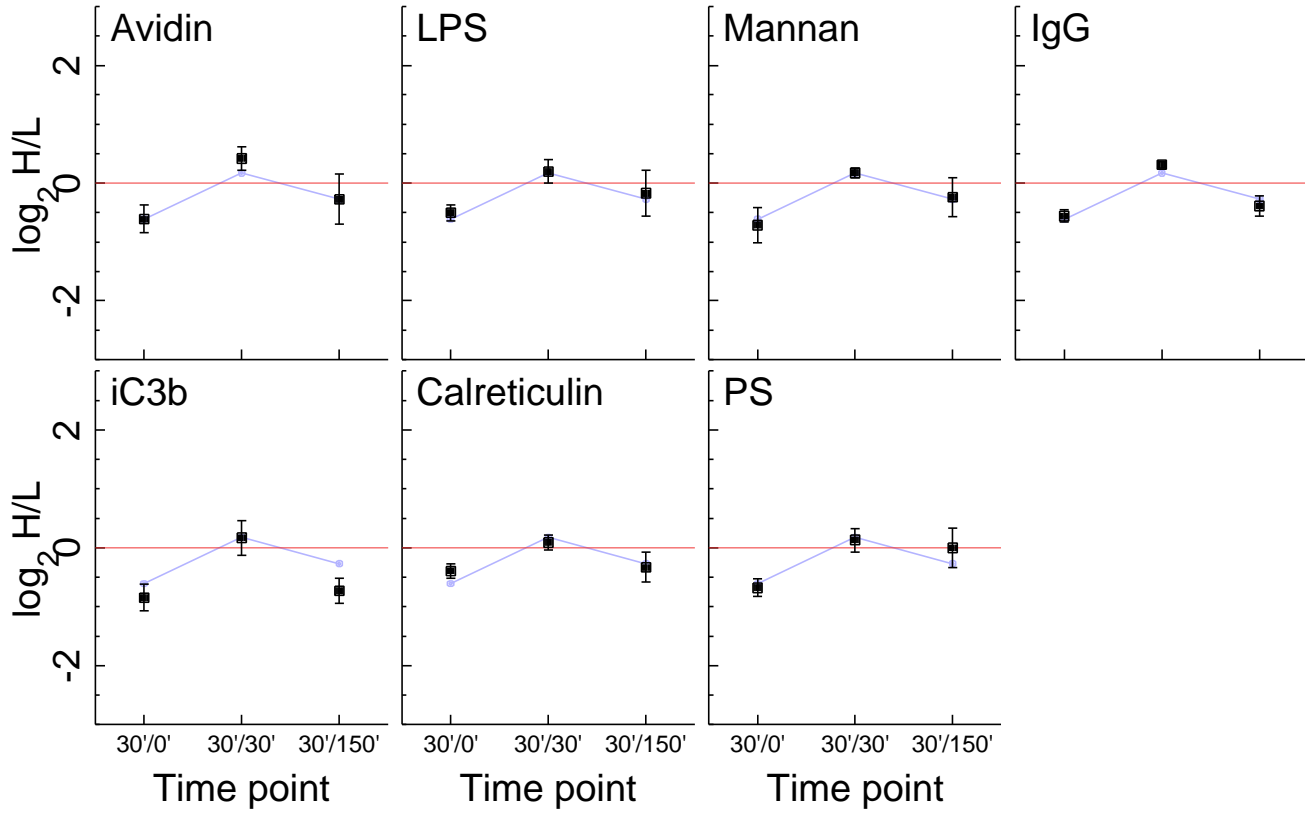 Avidin
LPS
Mannan
IgG
2
0
-2
log2 H/L
iC3b
Calreticulin
PS
2
0
-2
log2 H/L
30'/0' 30'/30' 30'/150' 30'/0' 30'/30' 30'/150' 30'/0' 30'/30' 30'/150'
Time point Time point Time point